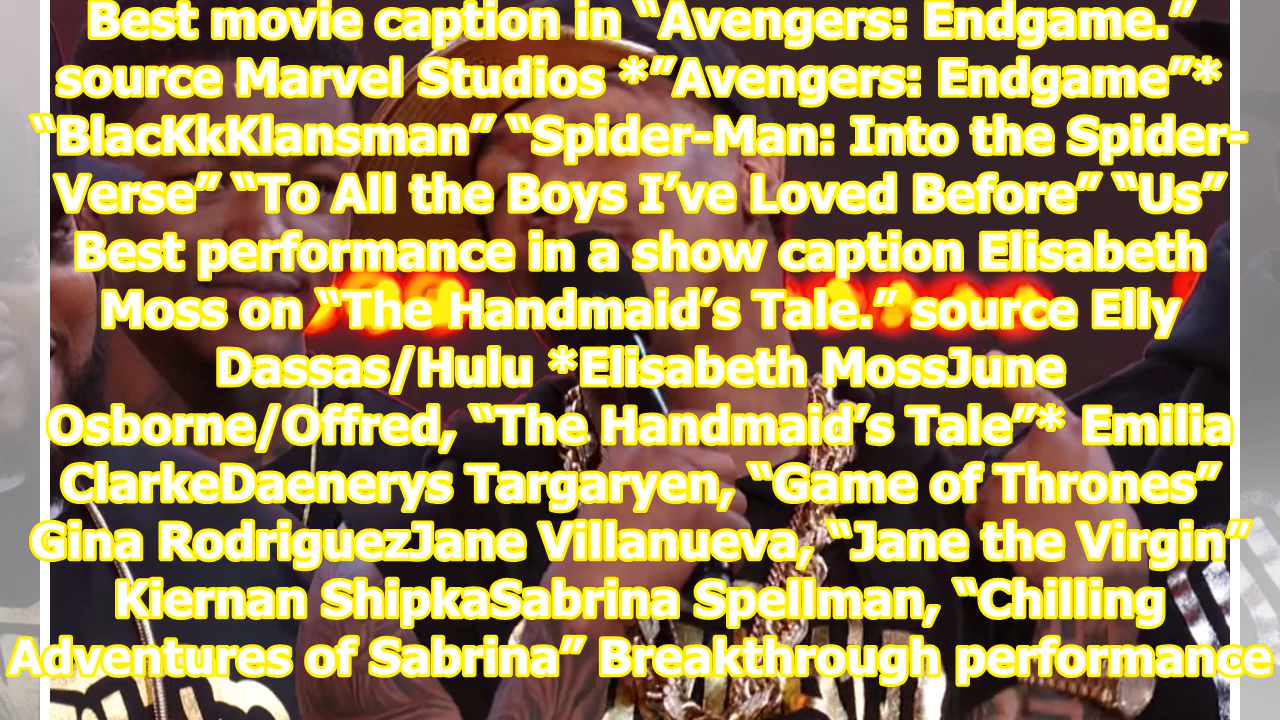 Best movie caption in “Avengers: Endgame.”
source Marvel Studios *”Avengers: Endgame”*
“BlacKkKlansman” “Spider-Man: Into the Spider-
Verse” “To All the Boys I’ve Loved Before” “Us”
Best performance in a show caption Elisabeth
Moss on “The Handmaid’s Tale.” source Elly
Dassas/Hulu *Elisabeth MossJune
Osborne/Offred, “The Handmaid’s Tale”* Emilia
ClarkeDaenerys Targaryen, “Game of Thrones”
Gina RodriguezJane Villanueva, “Jane the Virgin”
Kiernan ShipkaSabrina Spellman, “Chilling
Adventures of Sabrina” Breakthrough performance